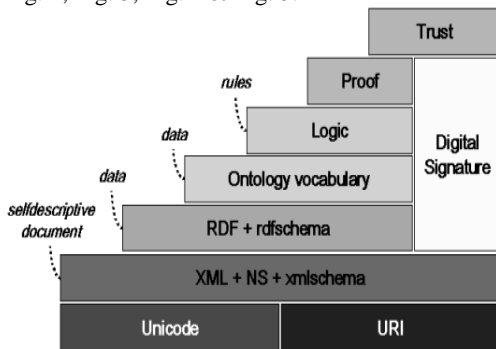 Trust
rules
Proof
data
Logic
Digital
Signature
data
Ontology vocabulary
selfdescriptive
document
RDF + rdfschema
XML + NS + xmlschema
Unicode
URI